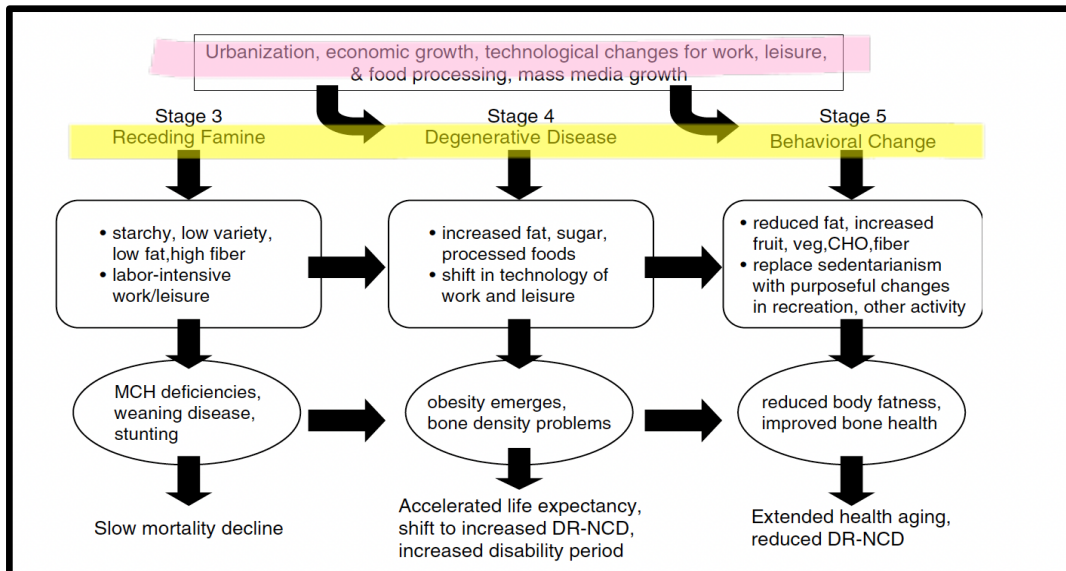 Urbanization, economic growth, technological changes for work, leisure,
& food processing, mass media growth
Stage 3
Receding Famine
Stage 4
Degenerative Disease
Stage 5
Behavioral Change
• starchy, low variety,
low fat,high fiber
• labor-intensive
work/leisure
• increased fat, sugar,
processed foods
• shift in technology of
work and leisure
• reduced fat, increased
fruit, veg,CHO,fiber
• replace sedentarianism
with purposeful changes
in recreation, other activity
MCH deficiencies,
weaning disease,
stunting
obesity emerges,
bone density problems
reduced body fatness,
improved bone health
Slow mortality decline
Accelerated life expectancy,
shift to increased DR-NCD,
increased disability period
Extended health aging,
reduced DR-NCD